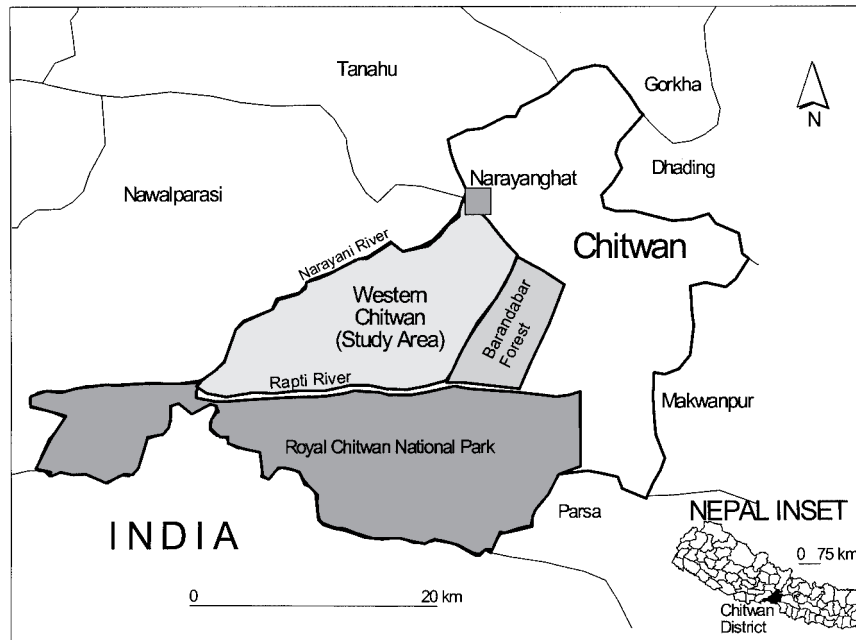 Tanahu
Gorkha
N
Dhading
Nawalparasi
Narayanghat
Narayani River
Chitwan
Western
Chitwan
(Study Area)
Barandabar
Forest
Rapti River
Makwanpur
Royal Chitwan National Park
Parsa
INDIA
NEPAL INSET
0 75 km
0 20 km
Chitwan
District